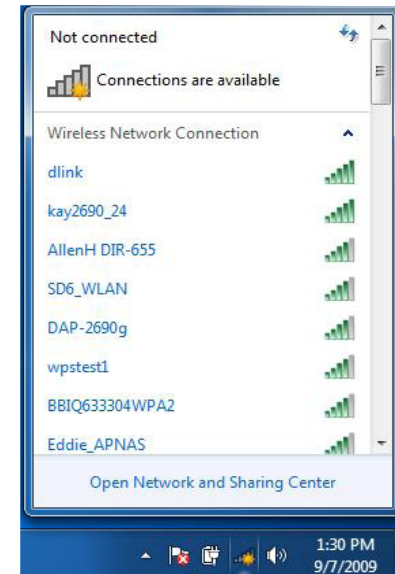 Not connected
Connections are available
Wireless Network Connection
dlink
kay2690_24
AllenH DIR-655
SD6_WLAN
DAP-2690g
wpstest1
BBIQ633304WPA2
Eddie_APNAS
Open Network and Sharing Center
1:30 PM
9/7/2009